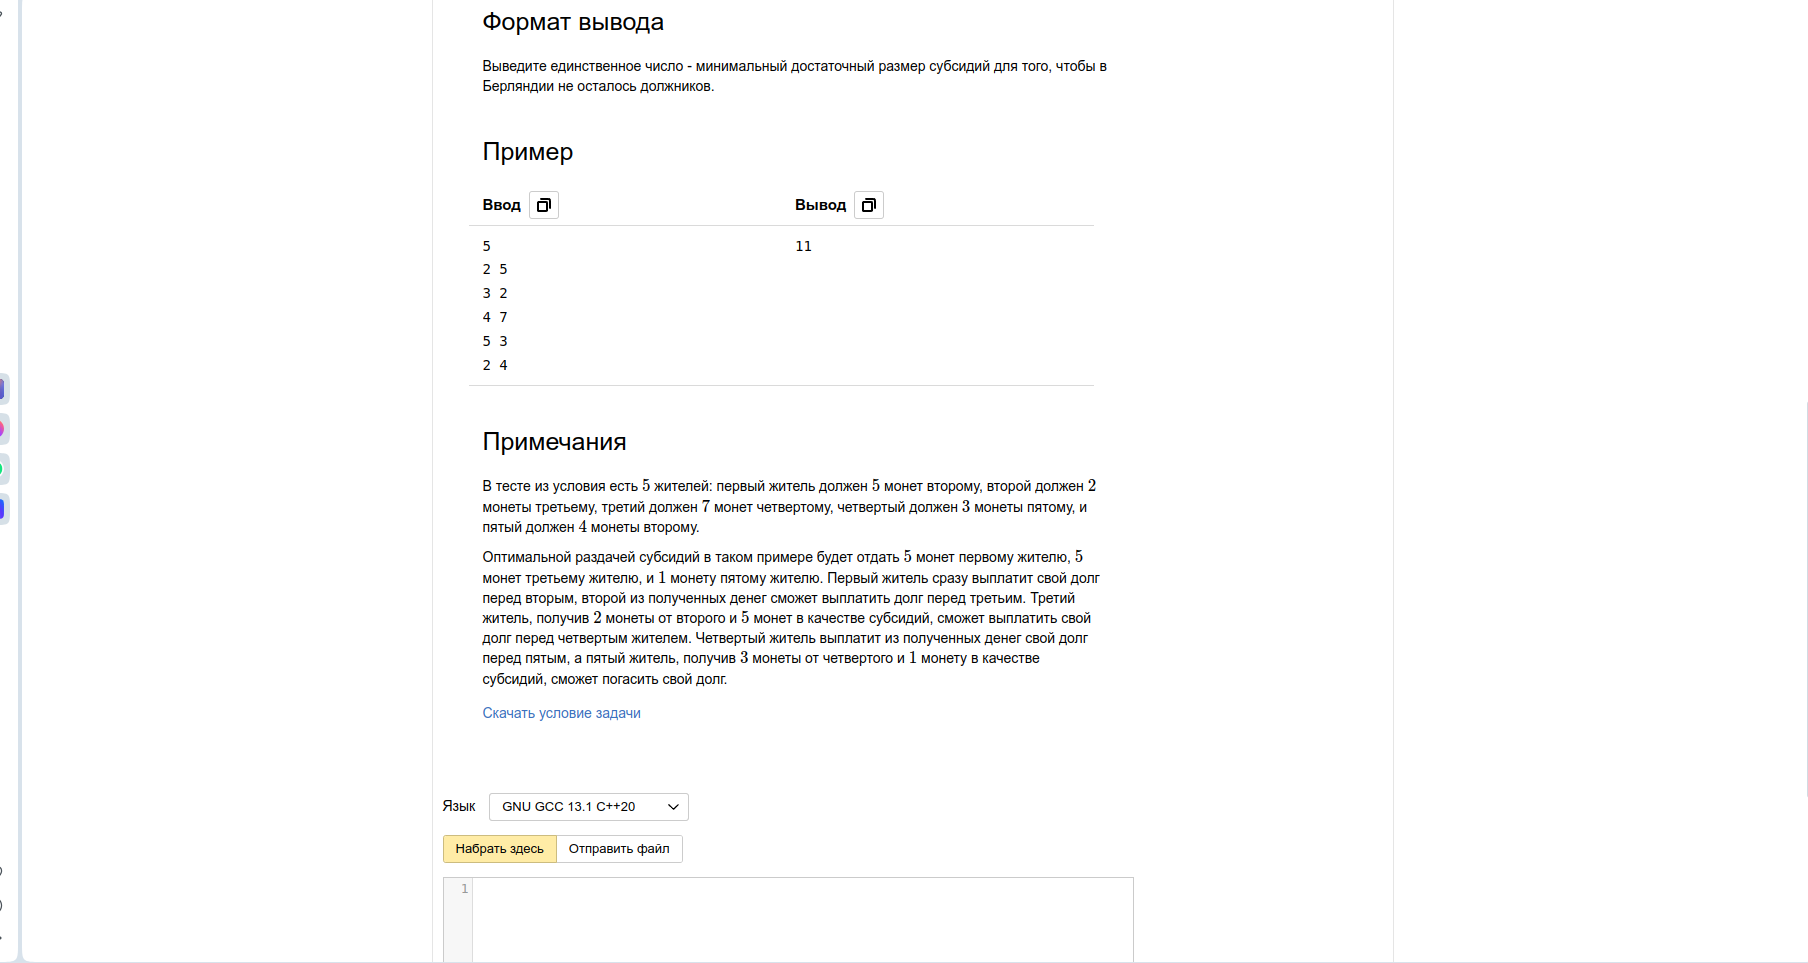 Формат вывода
Выведите единственное число - минимальный достаточный размер субсидий для того, чтобы в
Берляндии не осталось должников.
Пример
Ввод Вывод
5 11
2 5
3 2
4 7
5 3
2 4
Примечания
В тесте из условия есть 5 жителей: первый житель должен 5 монет второму, второй должен 2
монеты третьему, третий должен 7 монет четвертому, четвертый должен 3 монеты пятому, и
пятый должен 4 монеты второму.
Оптимальной раздачей субсидий в таком примере будет отдать 5 монет первому жителю, 5
монет третьему жителю, и 1 монету пятому жителю. Первый житель сразу выплатит свой долг
перед вторым, второй из полученных денег сможет выплатить долг перед третьим. Третий
житель, получив 2 монеты от второго и 5 монет в качестве субсидий, сможет выплатить свой
долг перед четвертым жителем. Четвертый житель выплатит из полученных денег свой долг
перед пятым, а пятый житель, получив 3 монеты от четвертого и 1 монету в качестве
субсидий, сможет погасить свой долг.
Скачать условие задачи
Язык GNU GCC 13.1 C++20
Набрать здесь Отправить файл
1